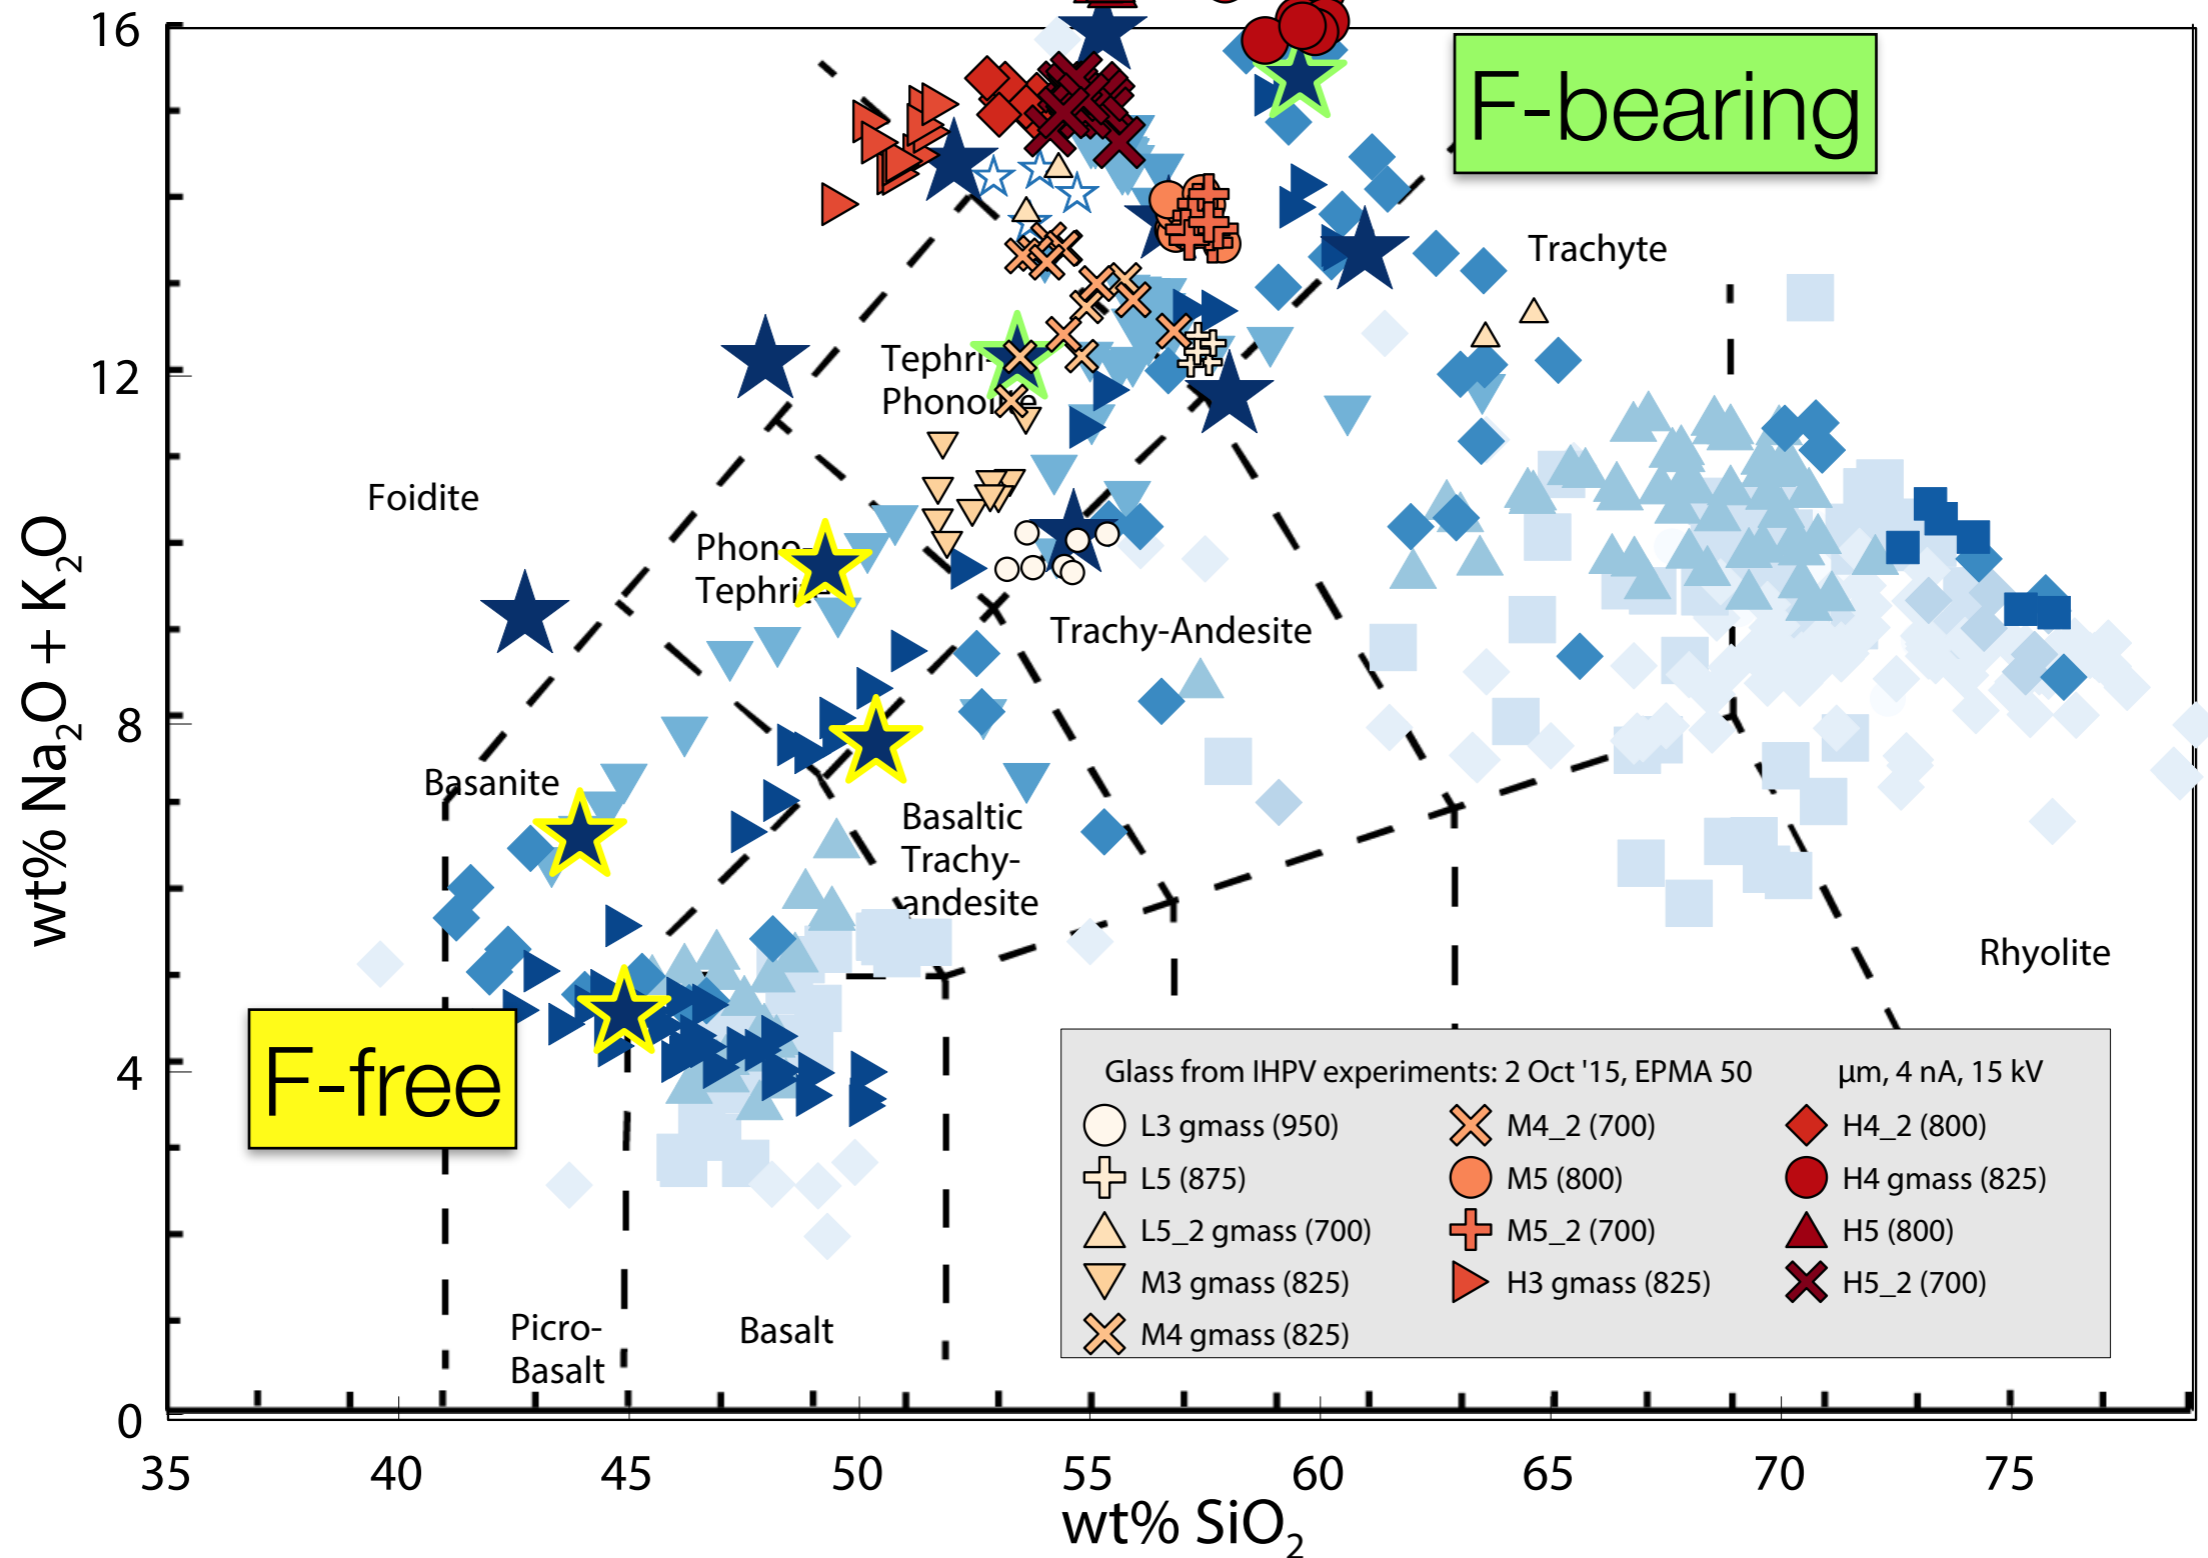 16
12
8
4
0
wt% Na₂O + K₂O
35
40
45
50
55
60
65
70
75
wt% SiO₂
F-bearing
F-free
Trachyte
Tephri-
Phonolite
Foidite
Phono-
Tephrite
Trachy-Andesite
Basanite
Basaltic
Trachy-
andesite
Rhyolite
Picro-
Basalt
Basalt
Glass from IHPV experiments: 2 Oct '15, EPMA 50 µm, 4 nA, 15 kV
L3 gmass (950)
L5 (875)
L5_2 gmass (700)
M3 gmass (825)
M4 gmass (825)
M4_2 (700)
M5 (800)
M5_2 (700)
H3 gmass (825)
H4_2 (800)
H4 gmass (825)
H5 (800)
H5_2 (700)